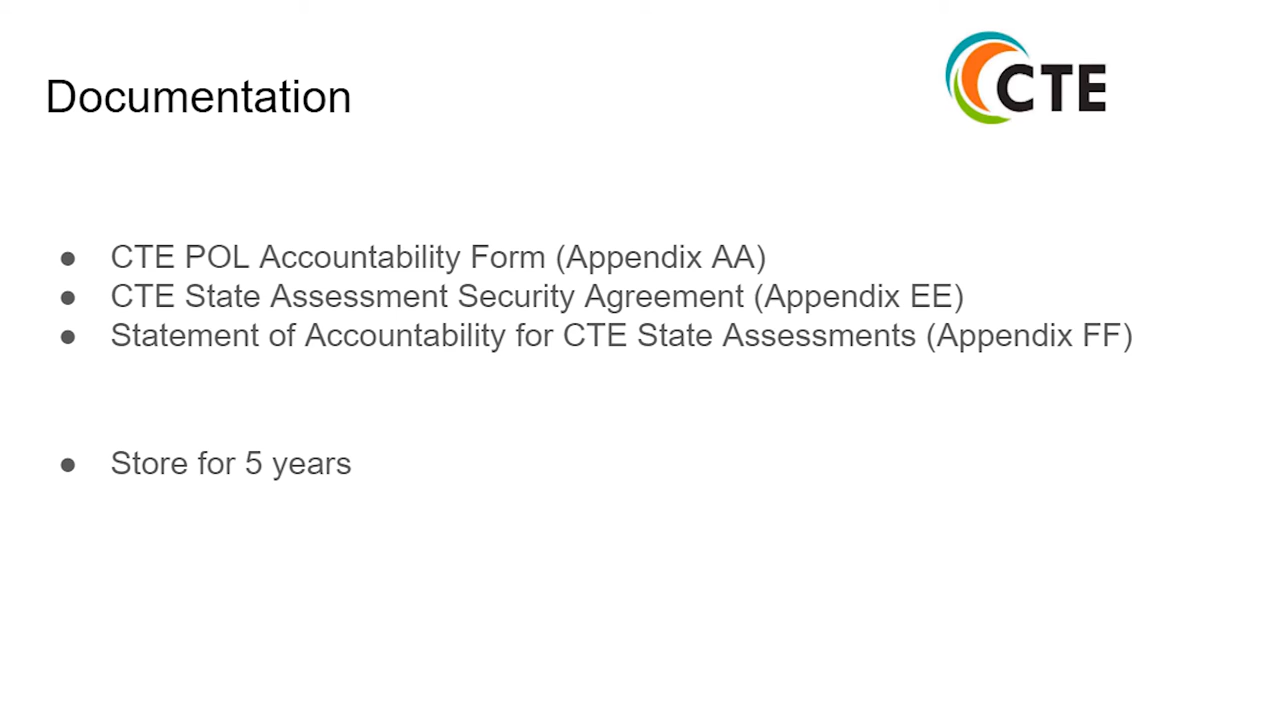 Documentation
CTE
● CTE POL Accountability Form (Appendix AA)
● CTE State Assessment Security Agreement (Appendix EE)
● Statement of Accountability for CTE State Assessments (Appendix FF)
● Store for 5 years